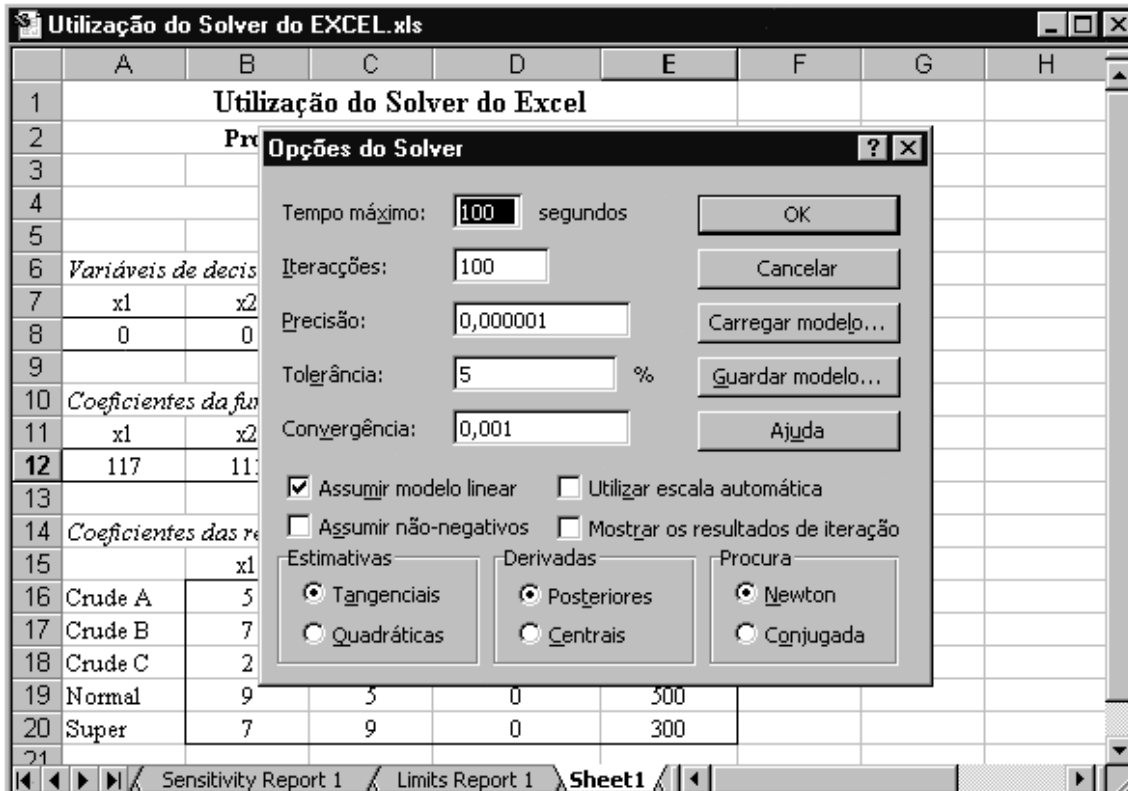 Utilização do Solver do EXCEL.xls
A B C D E F G H
1 Utilização do Solver do Excel
2
3
4
5
6 Variáveis de
7 x1 x2
8 0 0
9
10 Coeficientes da
11 x1 x2
12 117
13
14 Coeficientes das
15 x1
16 Crude A 5
17 Crude B 7
18 Crude C 2
19 Normal 9 5 0 500
20 Super 7 9 0 300
21
Opções do Solver
Tempo máximo: 100 segundos OK
Iteracções: 100 Cancelar
Precisão: 0,000001 Carregar modelo...
Tolerância: 5 % Guardar modelo...
Convergência: 0,001 Ajuda
Assumir modelo linear Utilizar escala automática
Assumir não-negativos Mostrar os resultados de iteração
Estimativas Derivadas Procura
Tangenciais Posteriores Newton
Quadráticas Centrais Conjugada
Sensitivity Report 1 Limits Report 1 Sheet1